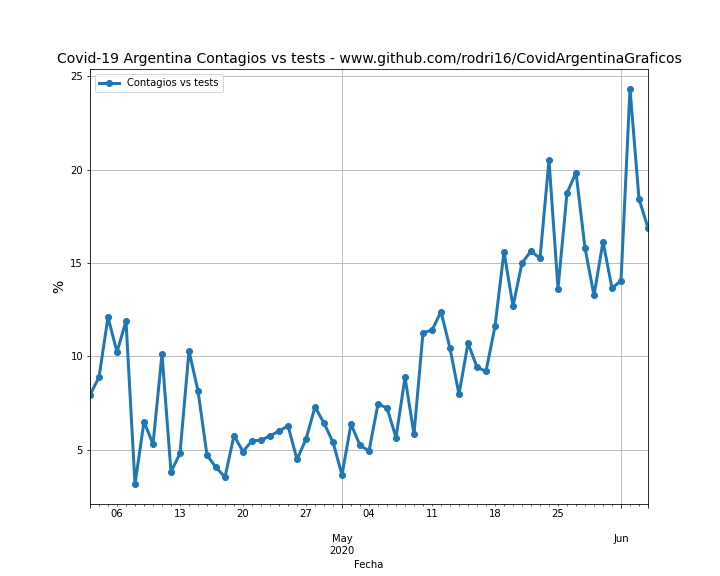 Covid-19 Argentina Contagios vs tests - www.github.com/rodri16/CovidArgentinaGraficos
Contagios vs tests
25
20
15
10
5
%
06 13 20 27 04 11 18 25
May Jun
2020
Fecha